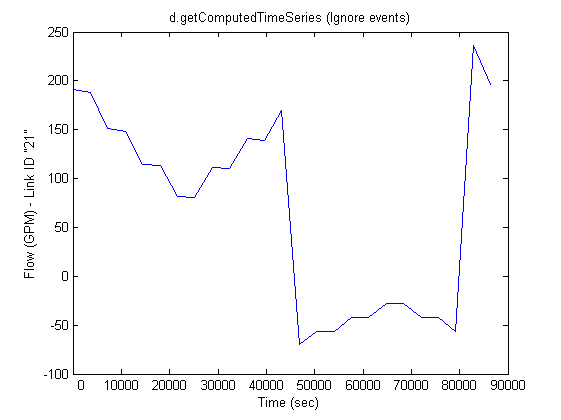 d.getComputedTimeSeries (Ignore events)
250
200
150
100
50
0
-50
-100
Flow (GPM) - Link ID "21"
0 10000 20000 30000 40000 50000 60000 70000 80000 90000
Time (sec)